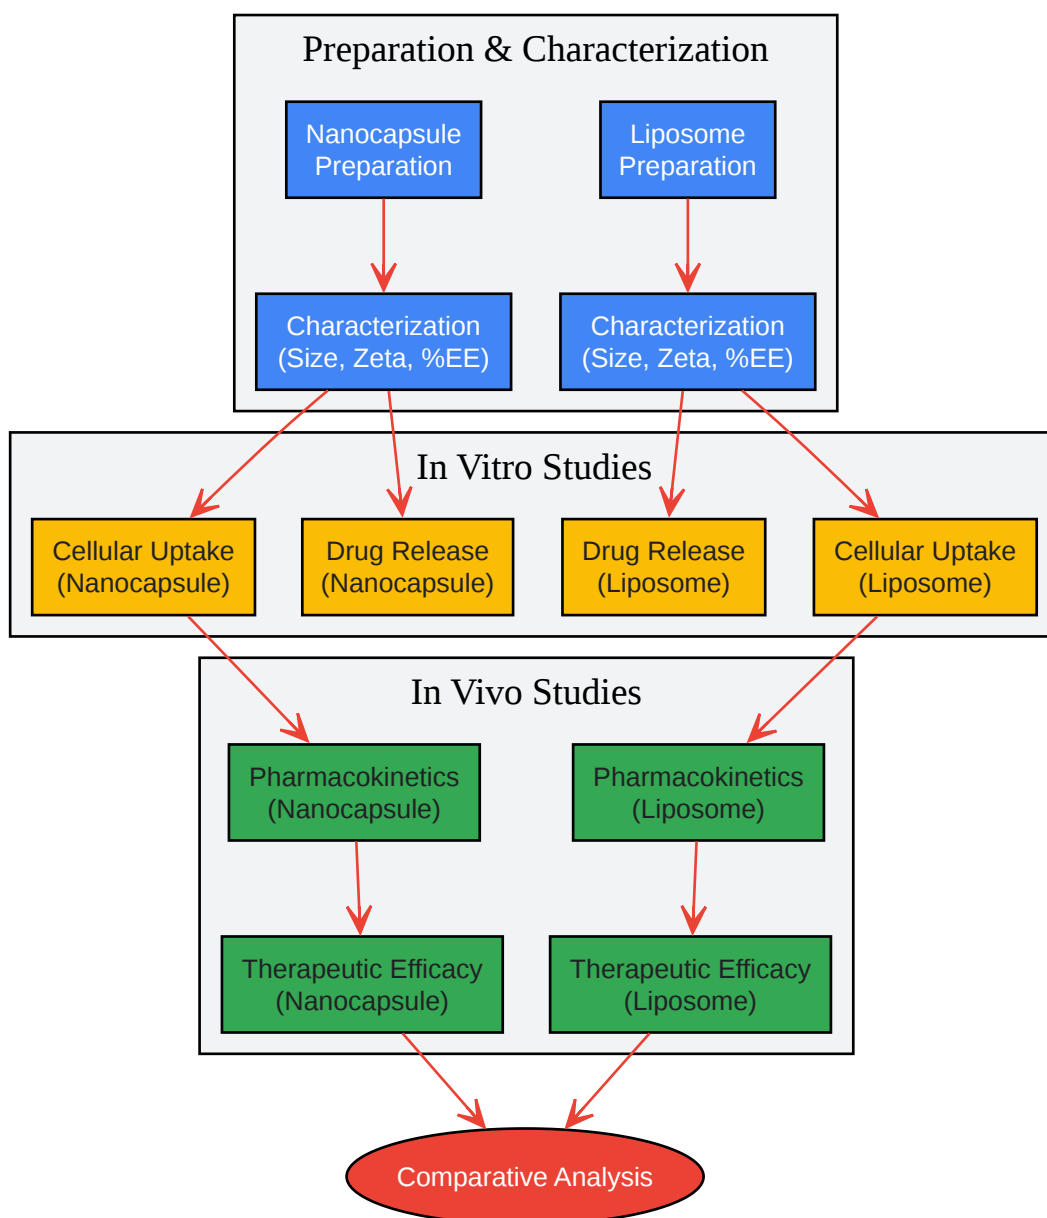 Preparation & Characterization
Nanocapsule
Preparation
Liposome
Preparation
Characterization
(Size, Zeta, %EE)
Characterization
(Size, Zeta, %EE)
In Vitro Studies
Cellular Uptake
(Nanocapsule)
Drug Release
(Nanocapsule)
Drug Release
(Liposome)
Cellular Uptake
(Liposome)
In Vivo Studies
Pharmacokinetics
(Nanocapsule)
Pharmacokinetics
(Liposome)
Therapeutic Efficacy
(Nanocapsule)
Therapeutic Efficacy
(Liposome)
Comparative Analysis